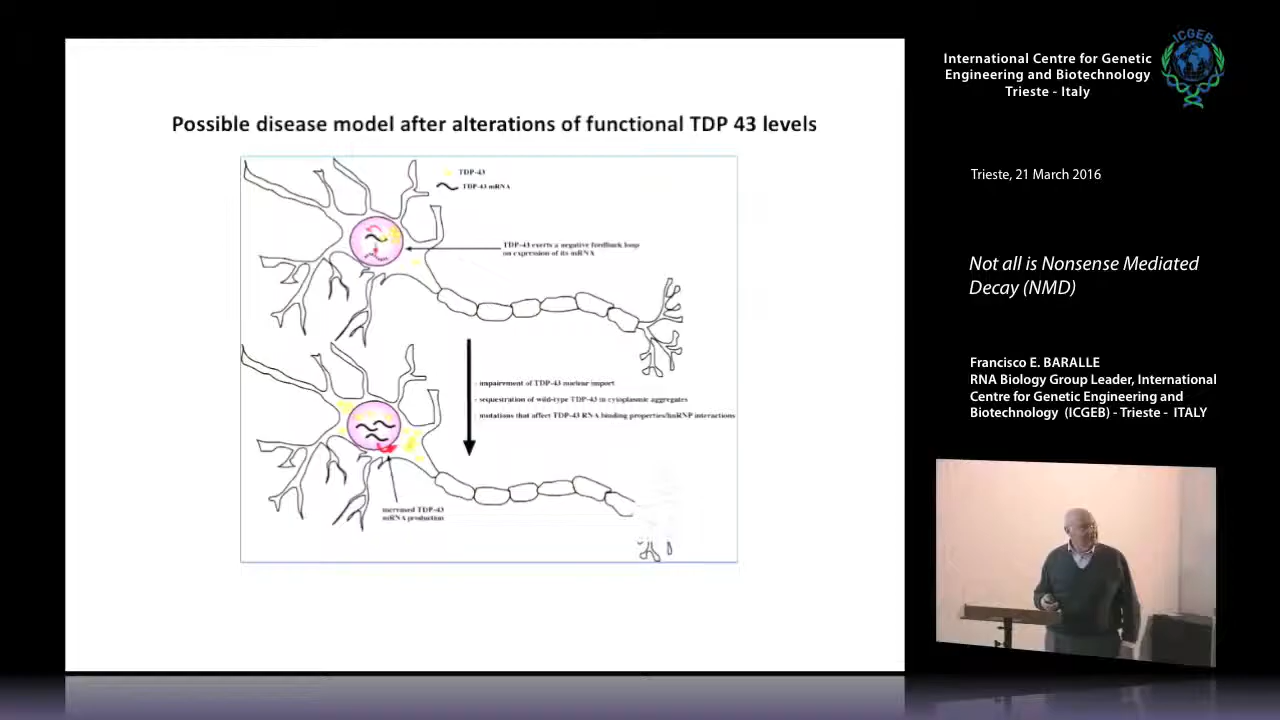 Possible disease model after alterations of functional TDP 43 levels
TDP-43
TDP-43 mRNA
TDP-43 exerts a negative feedback loop
on expression of its mRNA
- impairement of TDP-43 nuclear import
- sequestration of wild-type TDP-43 in cytoplasmic aggregates
- mutations that affect TDP-43 RNA binding properties/hnRNP interactions
increased TDP-43
mRNA production
International Centre for Genetic
Engineering and Biotechnology
Trieste - Italy
ICGEB
Trieste, 21 March 2016
Not all is Nonsense Mediated
Decay (NMD)
Francisco E. BARALLE
RNA Biology Group Leader, International
Centre for Genetic Engineering and
Biotechnology (ICGEB) - Trieste - ITALY